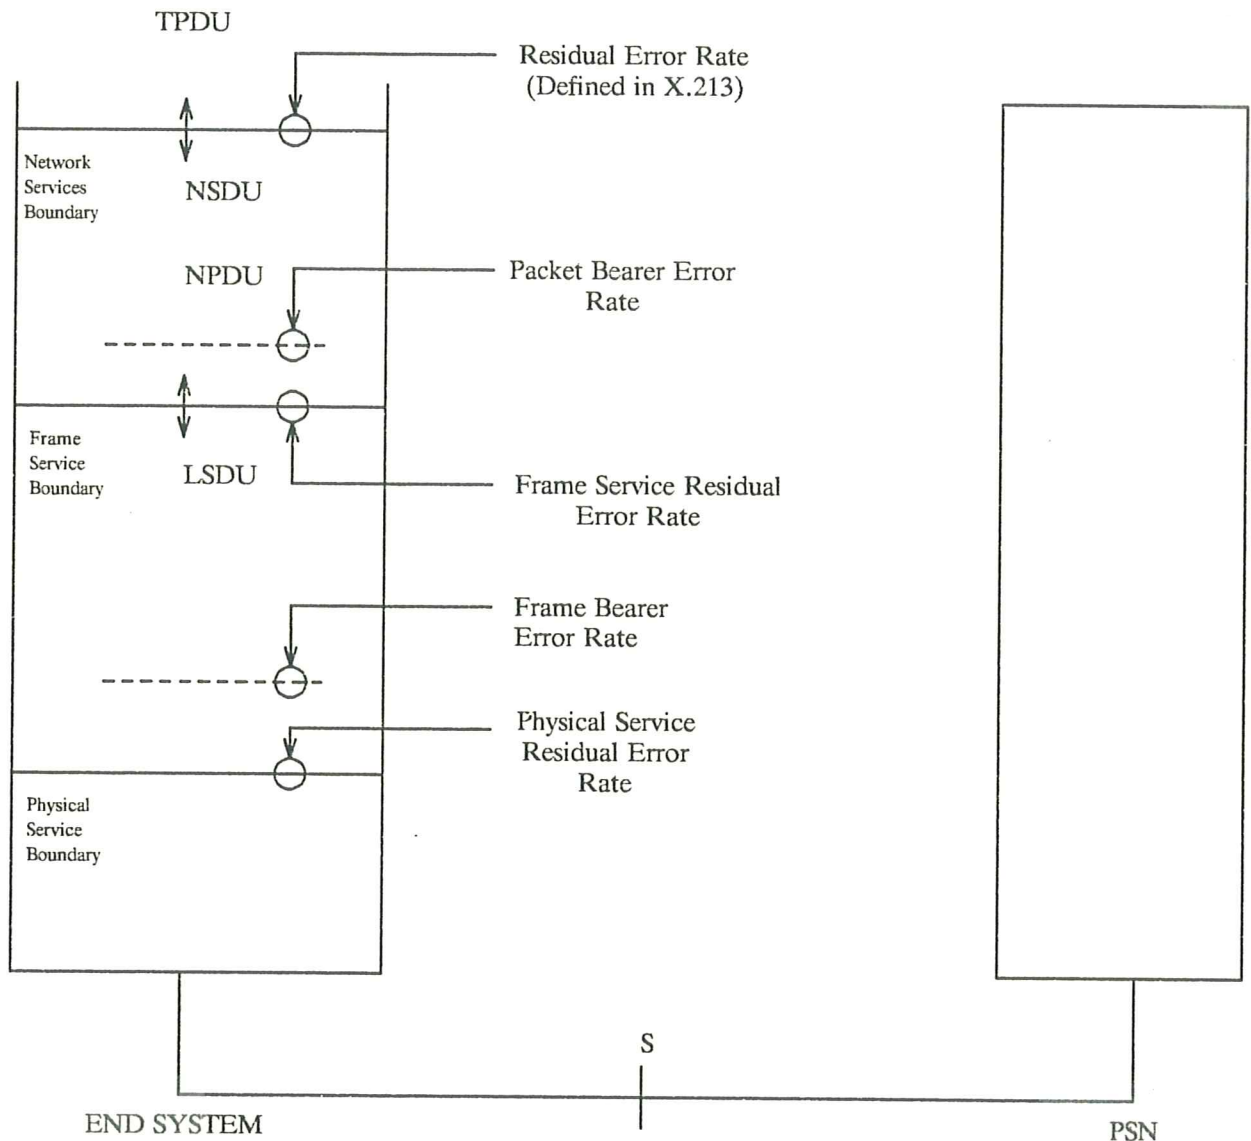 TPDU
Residual Error Rate
(Defined in X.213)
Network
Services
Boundary
NSDU
NPDU
Packet Bearer Error
Rate
Frame
Service
Boundary
LSDU
Frame Service Residual
Error Rate
Frame Bearer
Error Rate
Physical Service
Residual Error
Rate
Physical
Service
Boundary
S
END SYSTEM
PSN